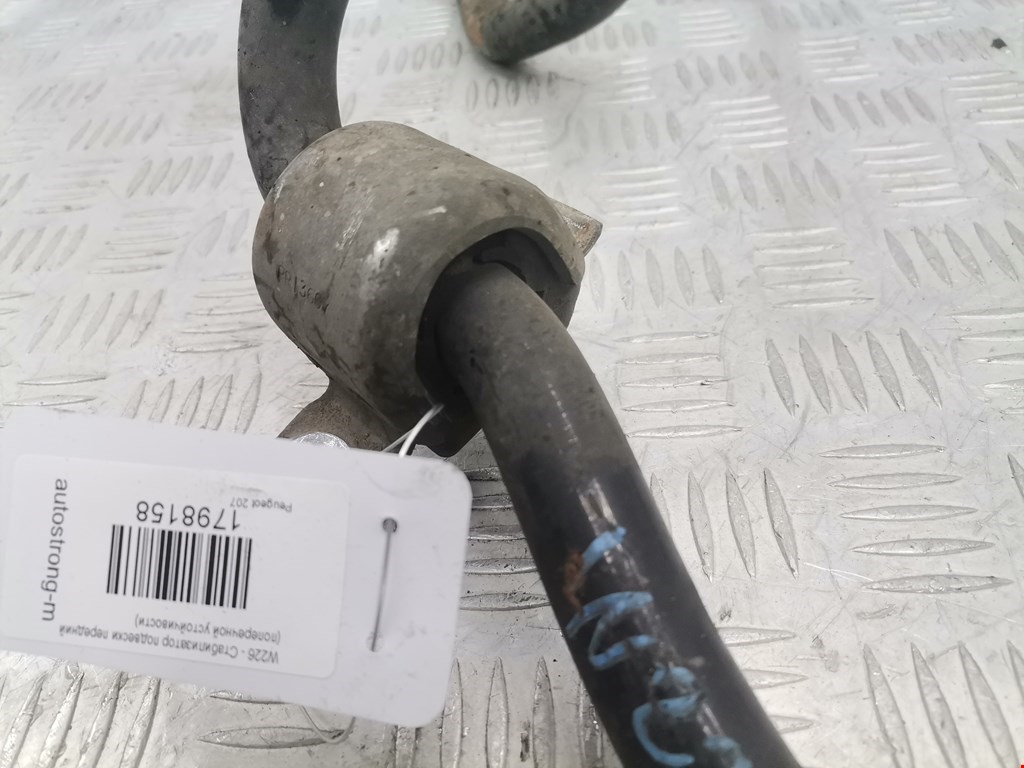 W226 - Стабилизатор подвески передний
(поперечной устойчивости)
1798158
Peugeot 207
autostrong-m